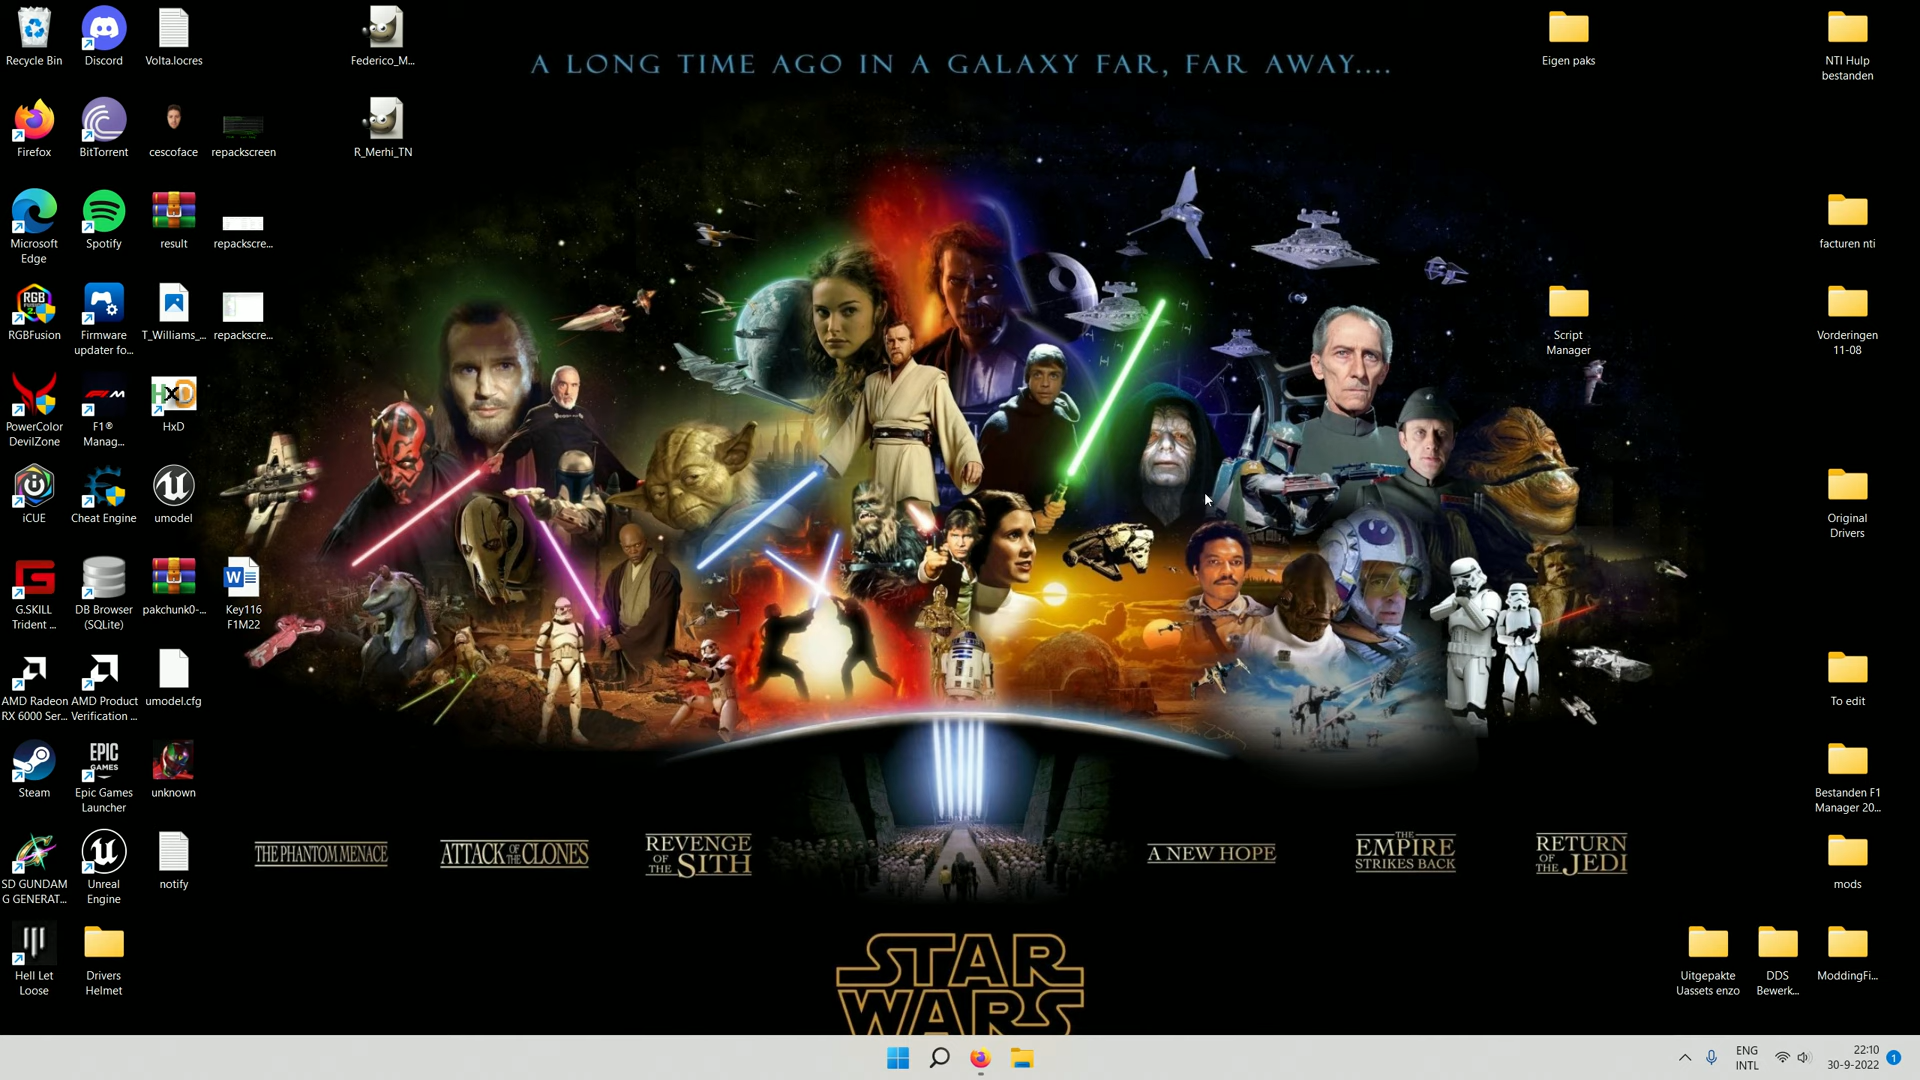 Recycle Bin
Discord
Volta.locres
Federico_M...
A LONG TIME AGO IN A GALAXY FAR, FAR AWAY....
Eigen paks
NTI Hulp
bestanden
Firefox
BitTorrent
cescoface
repackscreen
R_Merhi_TN
Microsoft
Edge
Spotify
result
repackscre...
facturen nti
RGB
RGBFusion
Firmware
updater fo...
T_Williams_...
repackscre...
Script
Manager
Vorderingen
11-08
PowerColor
DevilZone
F1®
Manag...
HxD
HxD
iCUE
Cheat Engine
umodel
Original
Drivers
G.SKILL
Trident ...
DB Browser
(SQLite)
pakchunk0-...
W
Key116
F1M22
AMD Radeon
RX 6000 Ser...
AMD Product
Verification ...
umodel.cfg
To edit
Steam
EPIC
GAMES
Epic Games
Launcher
unknown
Bestanden F1
Manager 20...
THE PHANTOM MENACE
ATTACK OF THE CLONES
REVENGE
OF THE SITH
A NEW HOPE
THE
EMPIRE
STRIKES BACK
RETURN
OF THE JEDI
SD GUNDAM
G GENERAT...
Unreal
Engine
notify
mods
Hell Let
Loose
Drivers
Helmet
STAR
WARS
Uitgepakte
Uassets enzo
DDS
Bewerk...
ModdingFi...
ENG
INTL
22:10
30-9-2022
1